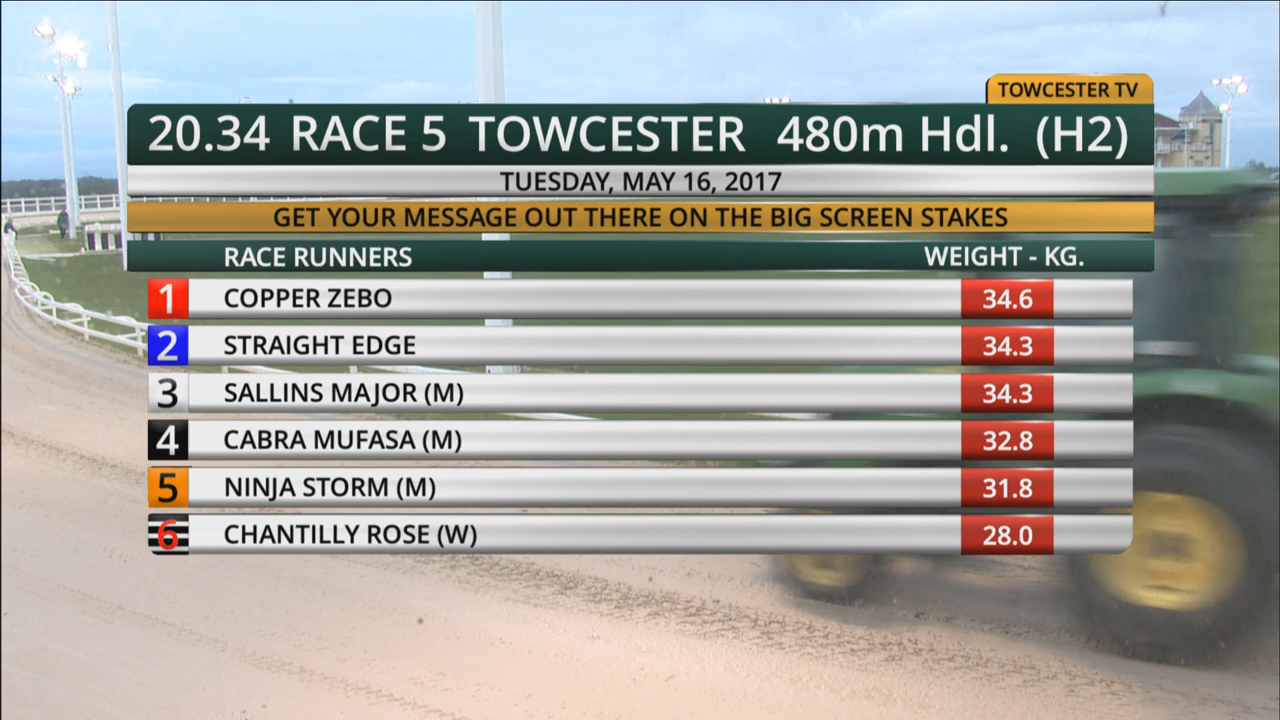 TOWCESTER TV
20.34 RACE 5 TOWCESTER 480m Hdl. (H2)
TUESDAY, MAY 16, 2017
GET YOUR MESSAGE OUT THERE ON THE BIG SCREEN STAKES
RACE RUNNERS WEIGHT - KG.
1 COPPER ZEBO 34.6
2 STRAIGHT EDGE 34.3
3 SALLINS MAJOR (M) 34.3
4 CABRA MUFASA (M) 32.8
5 NINJA STORM (M) 31.8
6 CHANTILLY ROSE (W) 28.0